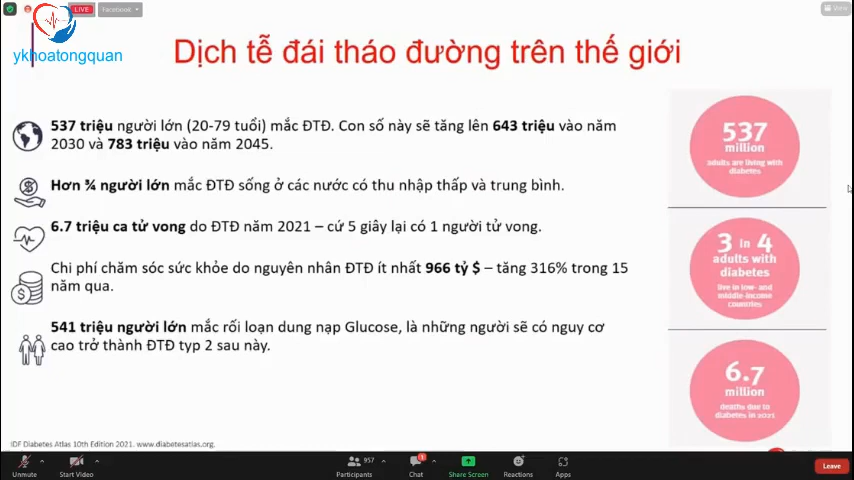 LIVE
Facebook
View
ykhoatongquan
Dịch tễ đái tháo đường trên thế giới
537 triệu người lớn (20-79 tuổi) mắc ĐTĐ. Con số này sẽ tăng lên 643 triệu vào năm
2030 và 783 triệu vào năm 2045.
Hơn ¾ người lớn mắc ĐTĐ sống ở các nước có thu nhập thấp và trung bình.
6.7 triệu ca tử vong do ĐTĐ năm 2021 – cứ 5 giây lại có 1 người tử vong.
Chi phí chăm sóc sức khỏe do nguyên nhân ĐTĐ ít nhất 966 tỷ $ – tăng 316% trong 15
năm qua.
541 triệu người lớn mắc rối loạn dung nạp Glucose, là những người sẽ có nguy cơ
cao trở thành ĐTĐ typ 2 sau này.
537
million
adults are living with
diabetes
3 in 4
adults with
diabetes
live in low- and
middle-income
countries
6.7
million
deaths due to
diabetes in 2021
IDF Diabetes Atlas 10th Edition 2021. www.diabetesatlas.org.
957
1
Unmute
Start Video
Participants
Chat
Share Screen
Reactions
Apps
Leave